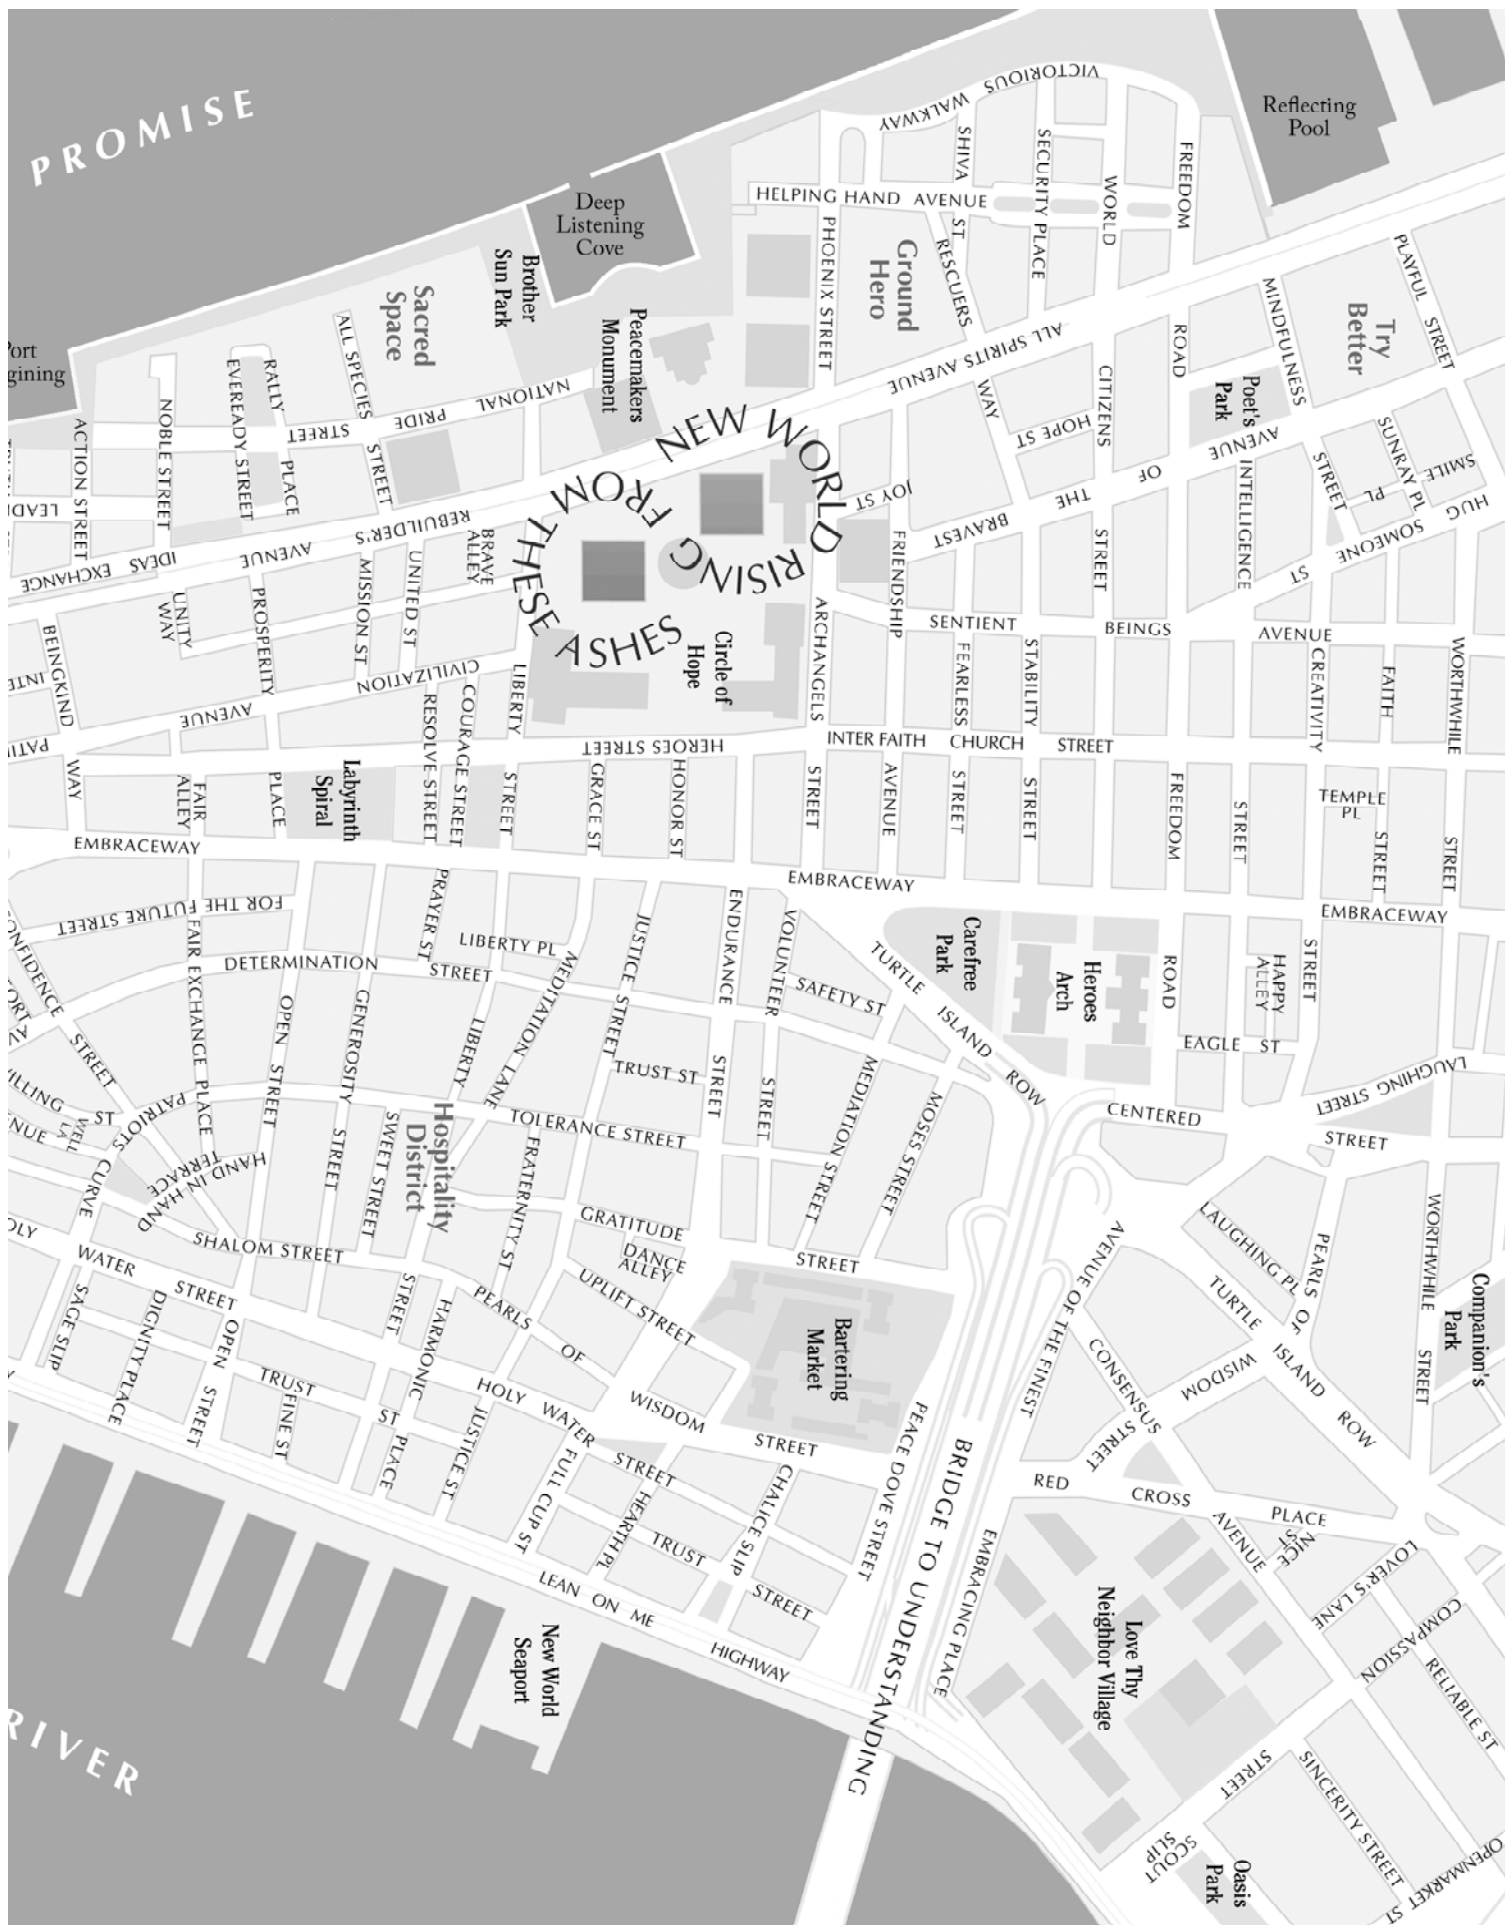 PROMISE
Reflecting
Pool
VICTORIOUS
WALKWAY
SHIVA
ST
SECURITY PLACE
WORLD
FREEDOM
HELPING HAND AVENUE
Deep
Listening
Cove
Brother
Sun Park
Sacred
Space
Peacemakers
Monument
PHOENIX STREET
Ground
Hero
RESCUERS
WAY
ALL SPIRITS AVENUE
ROAD
CITIZENS
MINDFULNESS
STREET
Try
Better
PLAYFUL STREET
Poet's
Park
HOPE ST
BRAVEST
OF
THE
AVENUE
SUNRAY PL
PL
SMILE
HUG
SOMEONE
ST
INTELLIGENCE
ALL SPECIES
STREET
NATIONAL
PRIDE
STREET
RALLY
PLACE
EVEREADY STREET
NOBLE STREET
ACTION STREET
REBUILDER'S
AVENUE
IDEAS EXCHANGE
NEW WORLD
RISING
FROM THESE ASHES
JOY ST
FRIENDSHIP
STREET
BRAVE
ALLEY
UNITED ST
MISSION ST
PROSPERITY
UNITY
WAY
BEINGKIND
CIVILIZATION
AVENUE
LIBERTY
COURAGE STREET
RESOLVE STREET
Circle of
Hope
ARCHANGELS
SENTIENT
BEINGS
AVENUE
FEARLESS
STABILITY
CREATIVITY
FAITH
WORTHWHILE
HEROES STREET
INTER FAITH
CHURCH
STREET
WAY
FAIR
ALLEY
PLACE
Labyrinth
Spiral
STREET
GRACE ST
HONOR ST
STREET
AVENUE
STREET
STREET
FREEDOM
STREET
TEMPLE
PL
STREET
STREET
EMBRACEWAY
EMBRACEWAY
EMBRACEWAY
FOR THE FUTURE STREET
FAIR EXCHANGE PLACE
PRAYER ST
LIBERTY PL
JUSTICE STREET
ENDURANCE
STREET
VOLUNTEER
STREET
TURTLE
ISLAND
ROW
Carefree
Park
Heroes
Arch
ROAD
HAPPY
ALLEY
STREET
EAGLE ST
DETERMINATION
STREET
MEDITATION LANE
SAFETY ST
OPEN STREET
GENEROSITY
STREET
LIBERTY
TRUST ST
STREET
MEDIATION STREET
MOSES STREET
CENTERED
STREET
LAUGHING STREET
ST
WELL
LA
PATRIOTS
CURVE
HAND IN HAND
TERRACE
SWEET STREET
Hospitality
District
TOLERANCE STREET
FRATERNITY ST
GRATITUDE
STREET
DANCE
ALLEY
UPLIFT STREET
SHALOM STREET
WATER
STREET
SAGE SLIP
DIGNITY PLACE
OPEN
STREET
STREET
HARMONIC
PLACE
PEARLS
OF
WISDOM
STREET
Bartering
Market
AVENUE OF THE FINEST
LAUGHING PL
PEARLS
OF
WISDOM
STREET
TURTLE
ISLAND
ROW
WORTHWHILE
STREET
Companion's
Park
CONSENSUS
AVENUE
TRUST
ST
FINE ST
HOLY
WATER
STREET
JUSTICE ST
FULL CUP ST
HEARTH PL
TRUST
STREET
CHALICE SLIP
PEACE DOVE STREET
BRIDGE TO UNDERSTANDING
EMBRACING PLACE
RED
CROSS
PLACE
NICE
ST
LOVER'S LANE
COMPASSION
STREET
RELIABLE ST
SINCERITY STREET
OPENMARKET
ST
Love Thy
Neighbor Village
LEAN ON ME
HIGHWAY
New World
Seaport
RIVER
SCOUT
SLIP
Oasis
Park